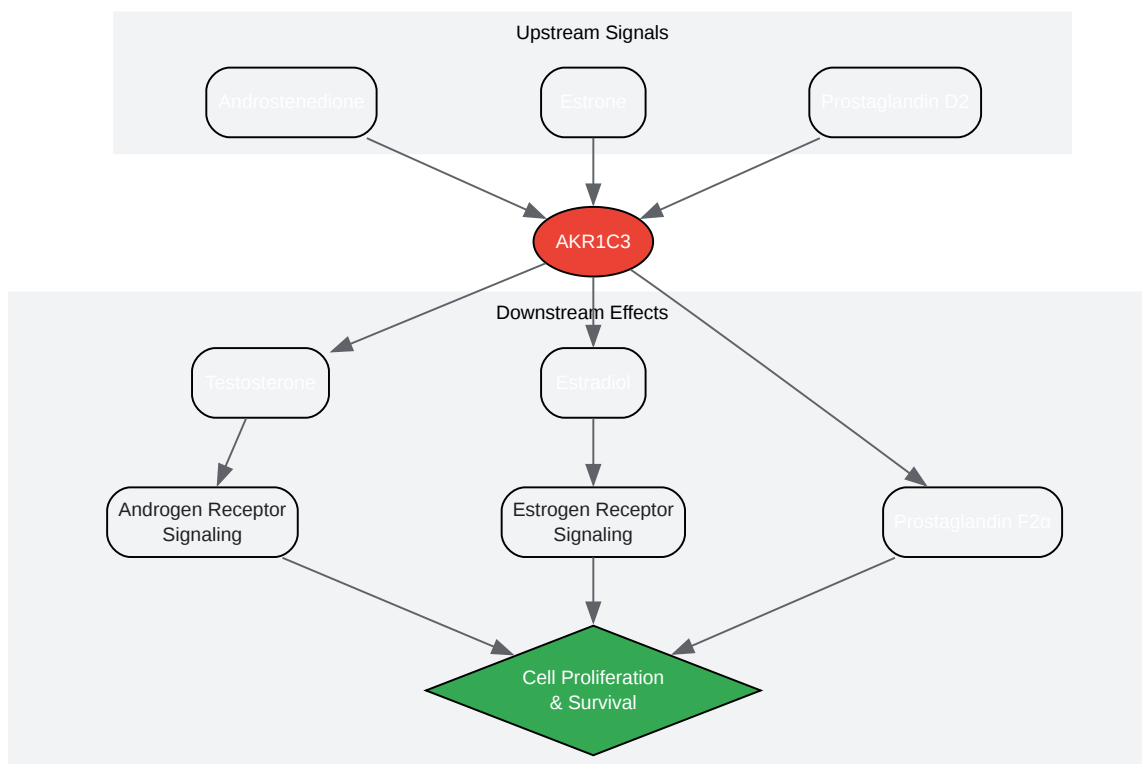 Upstream Signals
Androstenedione
Estrone
Prostaglandin D2
AKR1C3
Downstream Effects
Testosterone
Estradiol
Androgen Receptor
Signaling
Estrogen Receptor
Signaling
Prostaglandin F2α
Cell Proliferation
& Survival